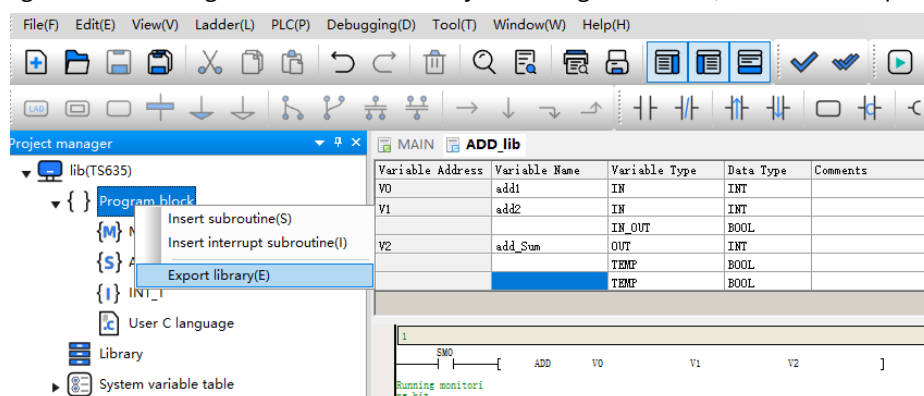 File(F) Edit(E) View(V) Ladder(L) PLC(P) Debugging(D) Tool(T) Window(W) Help(H)
LAD
Project manager
MAIN ADD_lib
lib(TS635)
Program block
Insert subroutine(S)
Insert interrupt subroutine(I)
Export library(E)
{M}
{S}
{I} INT_1
User C language
Library
System variable table
Variable Address Variable Name Variable Type Data Type Comments
V0 add1 IN INT
V1 add2 IN INT
IN_OUT BOOL
V2 add_Sum OUT INT
TEMP BOOL
TEMP BOOL
1
SM0
[ ADD V0 V1 V2 ]
Running monitori